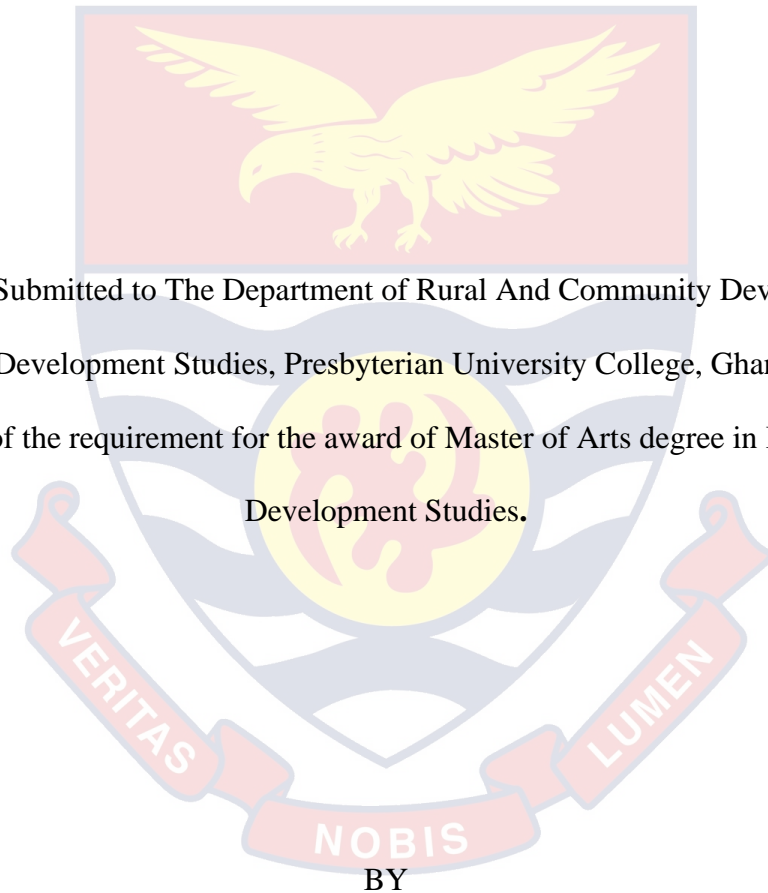 Submitted to The Department of Rural And Community Dev
Development Studies, Presbyterian University College, Ghan
of the requirement for the award of Master of Arts degree in
Development Studies.
VERITAS
NOBIS
LUMEN
BY